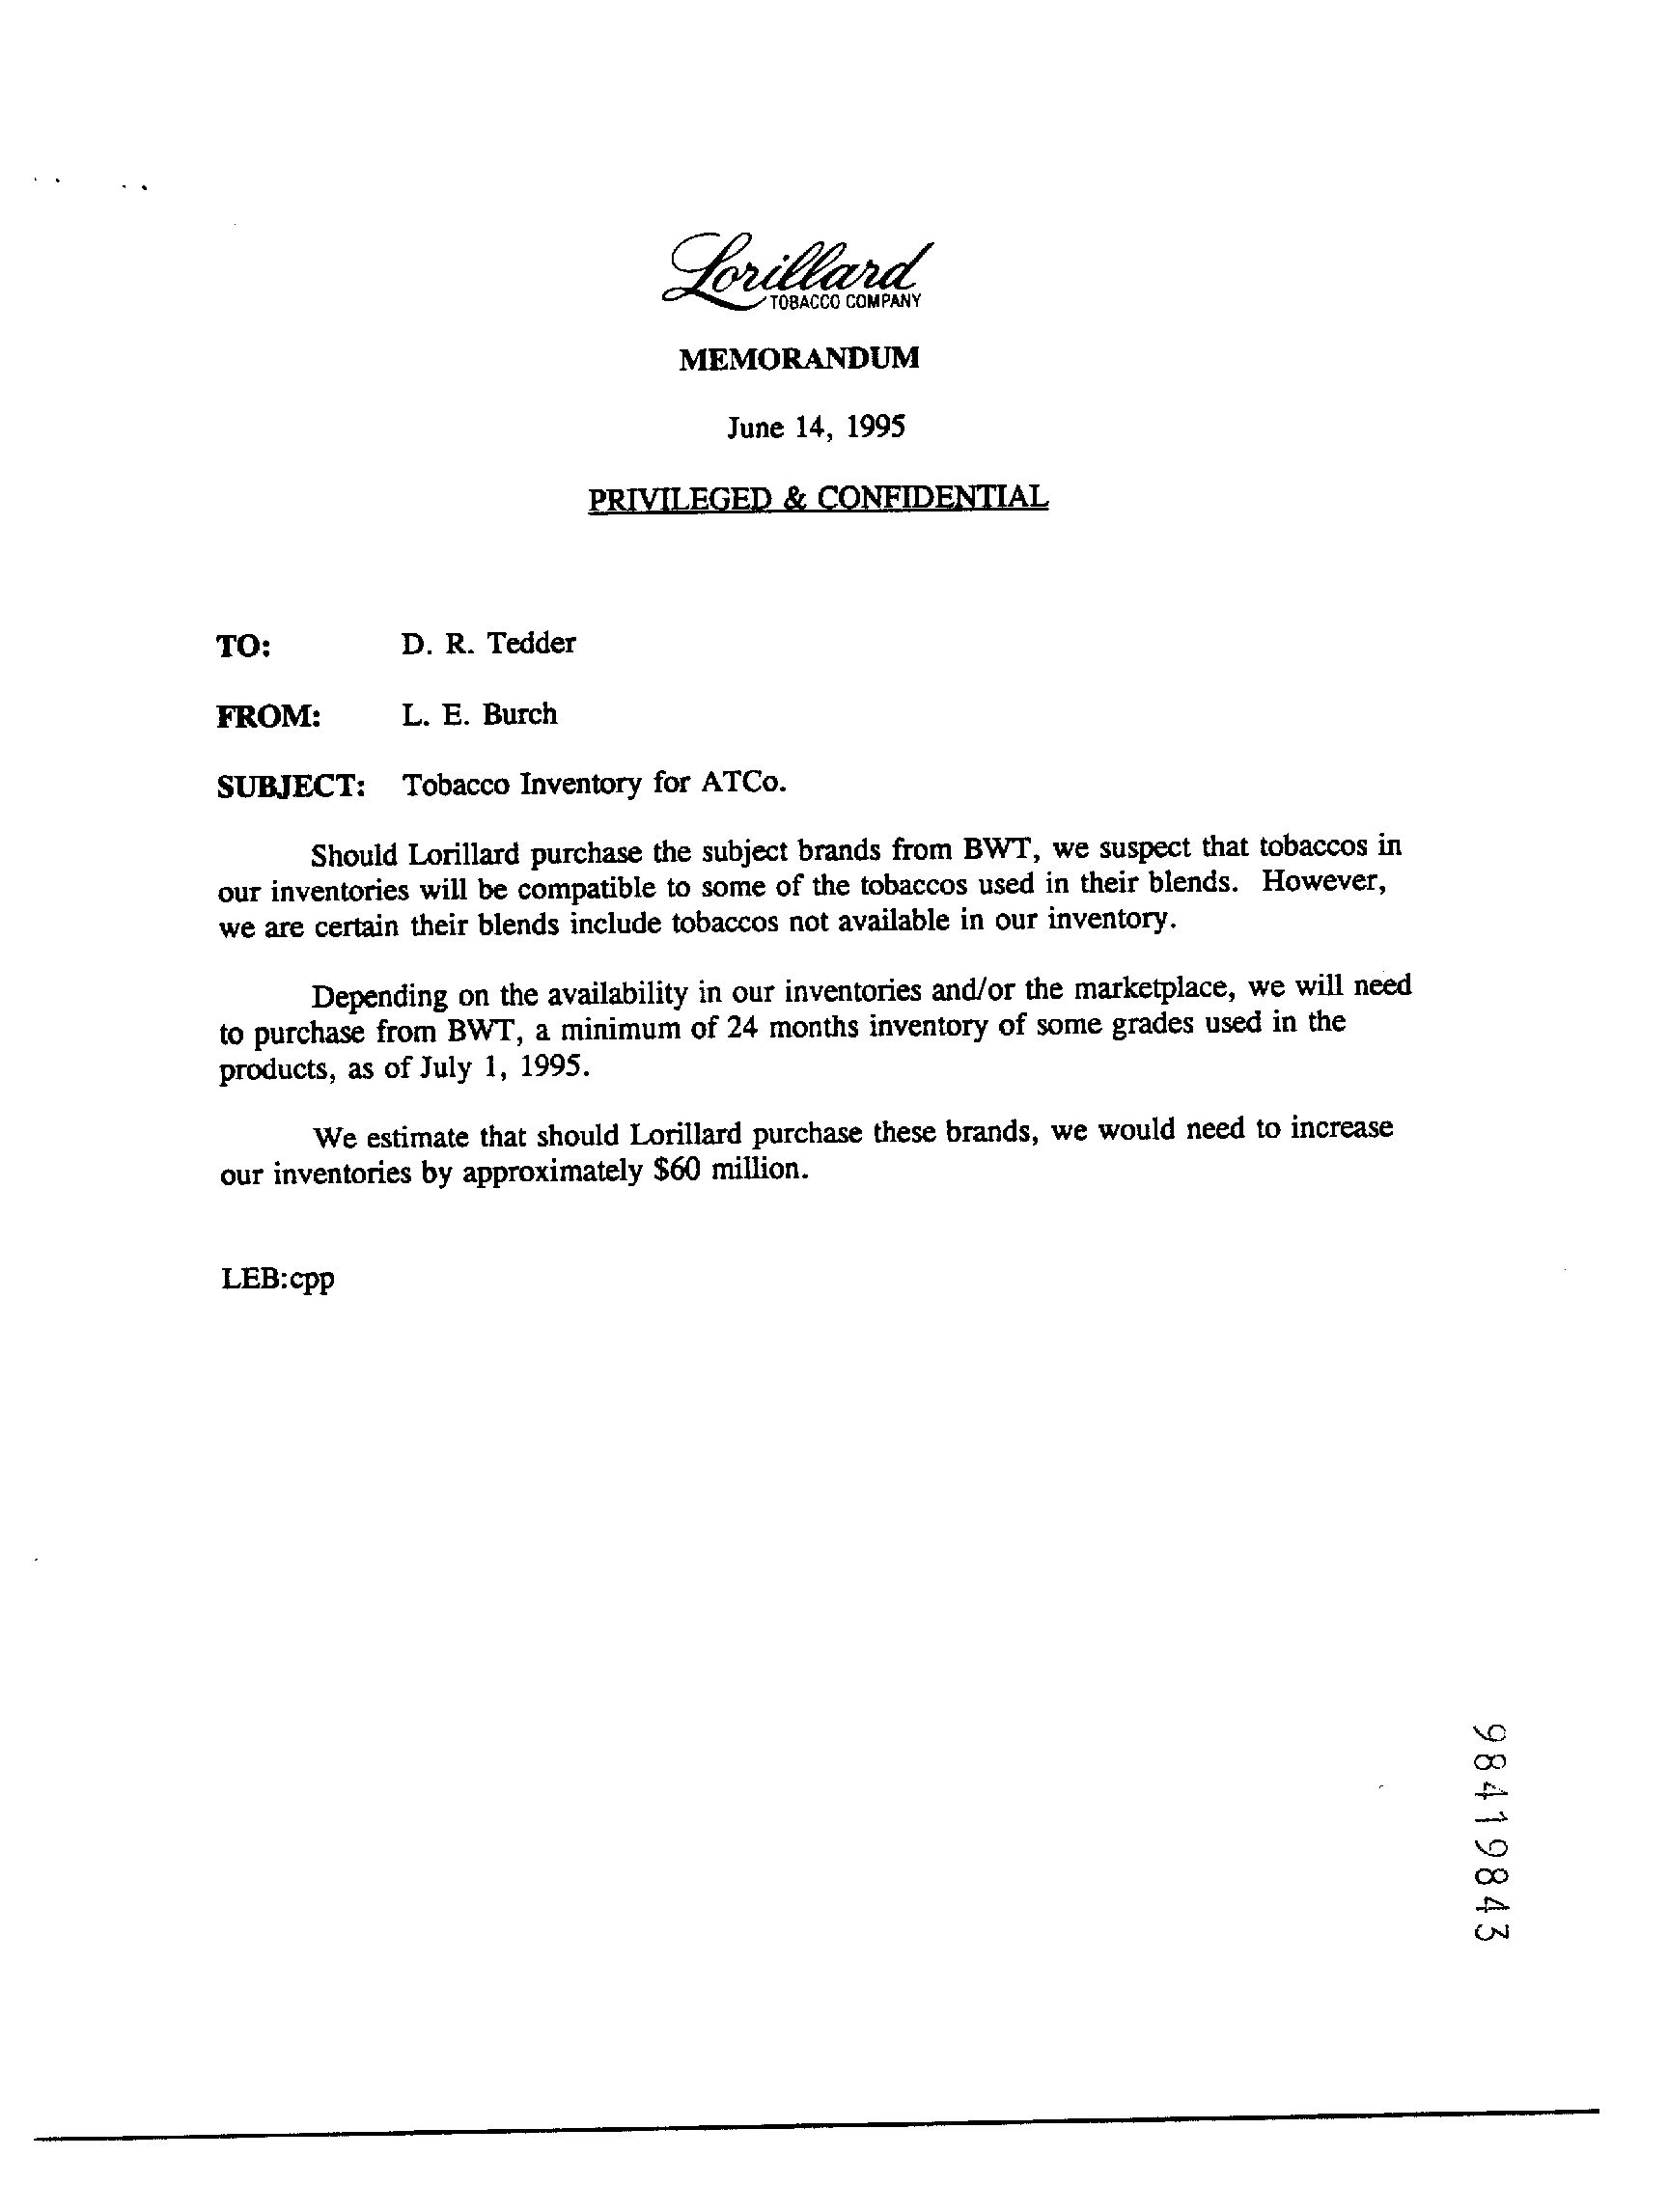 Lorillard
TOBACCO COMPANY
MEMORANDUM
June 14, 1995
PRIVILEGED & CONFIDENTIAL
TO: D. R. Tedder
FROM: L. E. Burch
SUBJECT: Tobacco Inventory for ATCo.
Should Lorillard purchase the subject brands from BWT, we suspect that tobaccos in
our inventories will be compatible to some of the tobaccos used in their blends. However,
we are certain their blends include tobaccos not available in our inventory.
Depending on the availability in our inventories and/or the marketplace, we will need
to purchase from BWT, a minimum of 24 months inventory of some grades used in the
products, as of July 1, 1995.
We estimate that should Lorillard purchase these brands, we would need to increase
our inventories by approximately $60 million.
LEB:cpp
98419843